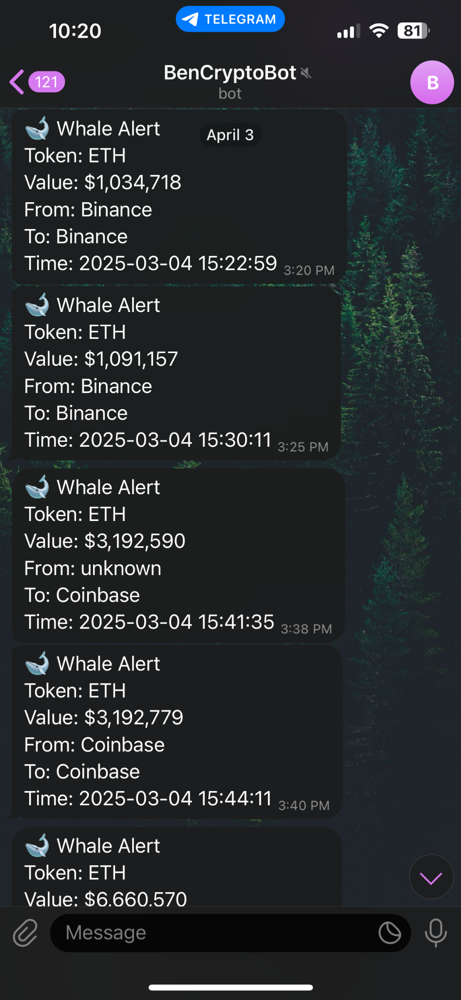 10:20
TELEGRAM
81
121
BenCryptoBot
bot
B
April 3
🐳 Whale Alert
Token: ETH
Value: $1,034,718
From: Binance
To: Binance
Time: 2025-03-04 15:22:59 3:20 PM
🐳 Whale Alert
Token: ETH
Value: $1,091,157
From: Binance
To: Binance
Time: 2025-03-04 15:30:11 3:25 PM
🐳 Whale Alert
Token: ETH
Value: $3,192,590
From: unknown
To: Coinbase
Time: 2025-03-04 15:41:35 3:38 PM
🐳 Whale Alert
Token: ETH
Value: $3,192,779
From: Coinbase
To: Coinbase
Time: 2025-03-04 15:44:11 3:40 PM
🐳 Whale Alert
Token: ETH
Value: $6,660,570
Message